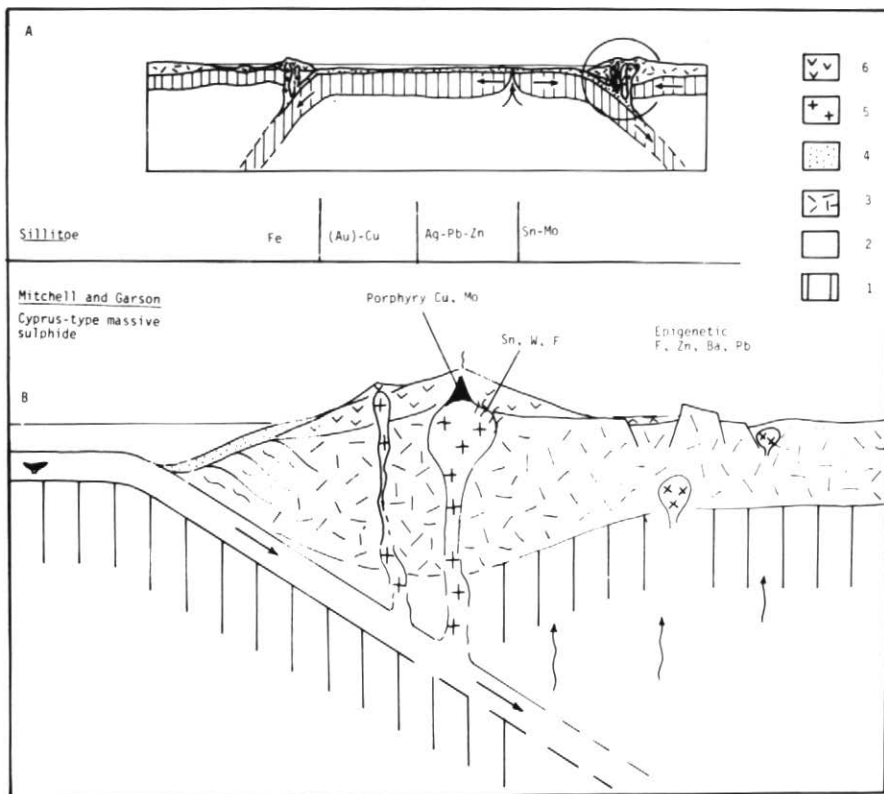 A
6
5
4
3
2
1
Sillitoe Fe (Au)-Cu Ag-Pb-Zn Sn-Mo
Mitchell and Garson
Cyprus-type massive
sulphide
Porphyry Cu, Mo
Sn, W, F
Epigenetic
F, Zn, Ba, Pb
B